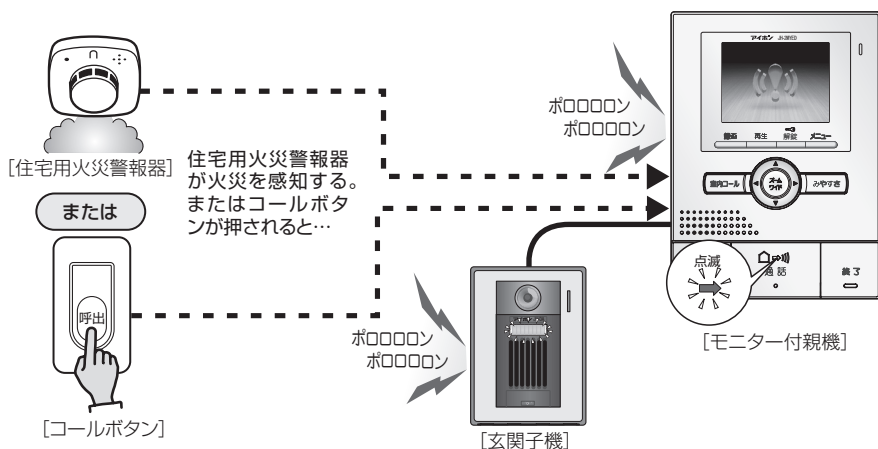 [住宅用火災警報器]
または
呼出
[コールボタン]
住宅用火災警報器
が火災を感知する。
またはコールボタ
ンが押されると…
ポロロロロン
ポロロロロン
アイホン
録画 再生 解錠 メニュー
室内コール
ズーム
ワイド
みやすさ
点滅
通話
終了
[モニター付親機]
ポロロロロン
ポロロロロン
[玄関子機]